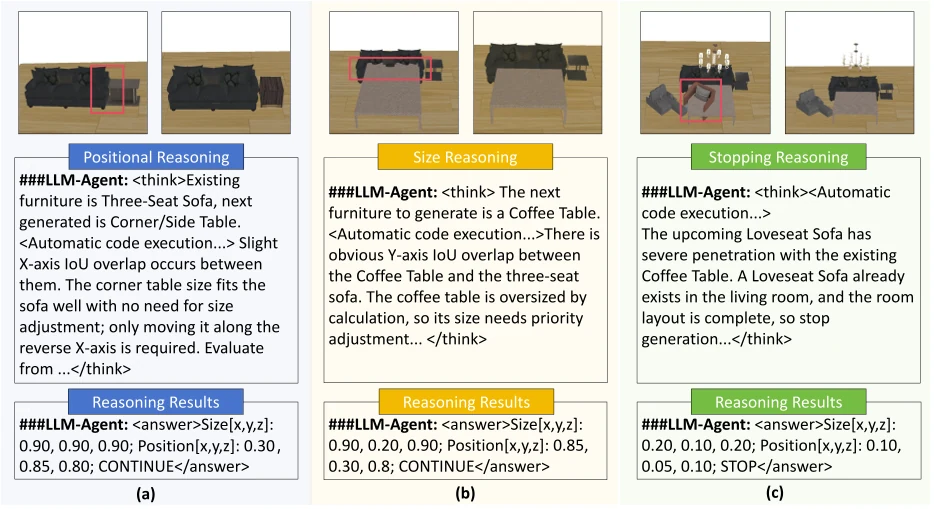 Positional Reasoning
###LLM-Agent: <think>Existing
furniture is Three-Seat Sofa, next
generated is Corner/Side Table.
<Automatic code execution...> Slight
X-axis IoU overlap occurs between
them. The corner table size fits the
sofa well with no need for size
adjustment; only moving it along the
reverse X-axis is required. Evaluate
from ...</think>
Reasoning Results
###LLM-Agent: <answer>Size[x,y,z]:
0.90, 0.90, 0.90; Position[x,y,z]: 0.30,
0.85, 0.80; CONTINUE</answer>
(a)
Size Reasoning
###LLM-Agent: <think> The next
furniture to generate is a Coffee Table.
<Automatic code execution...>There is
obvious Y-axis IoU overlap between
the Coffee Table and the three-seat
sofa. The coffee table is oversized by
calculation, so its size needs priority
adjustment... </think>
Reasoning Results
###LLM-Agent: <answer>Size[x,y,z]:
0.90, 0.20, 0.90; Position[x,y,z]: 0.85,
0.30, 0.8; CONTINUE</answer>
(b)
Stopping Reasoning
###LLM-Agent: <think><Automatic
code execution...>
The upcoming Loveseat Sofa has
severe penetration with the existing
Coffee Table. A Loveseat Sofa already
exists in the living room, and the room
layout is complete, so stop
generation...</think>
Reasoning Results
###LLM-Agent: <answer>Size[x,y,z]:
0.20, 0.10, 0.20; Position[x,y,z]: 0.10,
0.05, 0.10; STOP</answer>
(c)